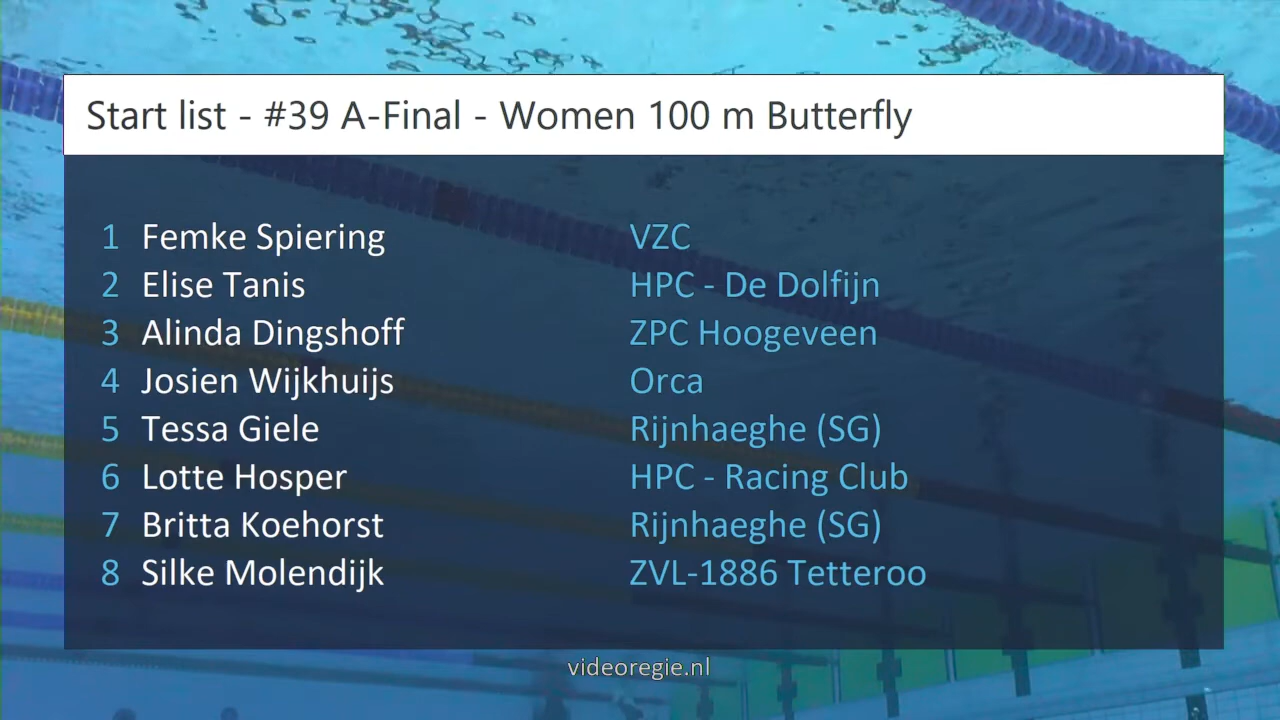 Start list - #39 A-Final - Women 100 m Butterfly
1 Femke Spiering VZC
2 Elise Tanis HPC - De Dolfijn
3 Alinda Dingshoff ZPC Hoogeveen
4 Josien Wijkhuijs Orca
5 Tessa Giele Rijnhaeghe (SG)
6 Lotte Hosper HPC - Racing Club
7 Britta Koehorst Rijnhaeghe (SG)
8 Silke Molendijk ZVL-1886 Tetteroo
videoregie.nl